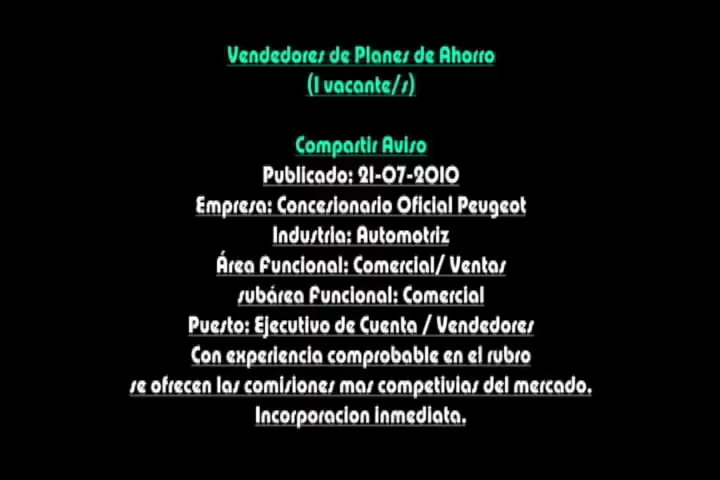 Vendedores de Planes de Ahorro
(1 vacante/s)
Compartir Aviso
Publicado: 21-07-2010
Empresa: Concesionario Oficial Peugeot
Industria: Automotriz
Área Funcional: Comercial/ Ventas
subárea Funcional: Comercial
Puesto: Ejecutivo de Cuenta / Vendedores
Con experiencia comprobable en el rubro
se ofrecen las comisiones mas competivias del mercado.
Incorporacion inmediata.